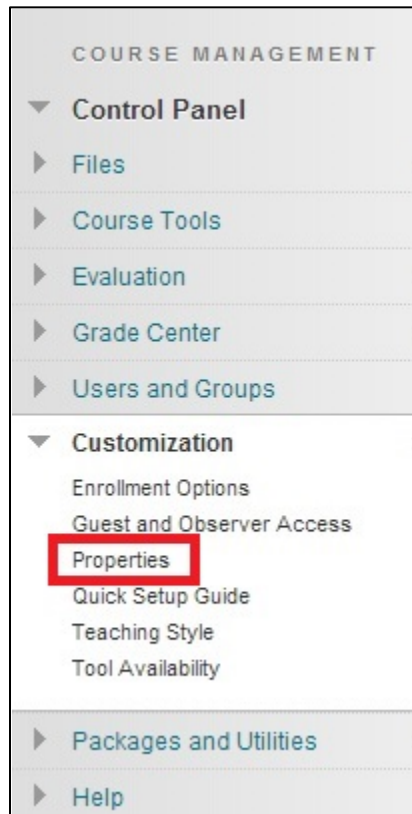 COURSE MANAGEMENT
Control Panel
Files
Course Tools
Evaluation
Grade Center
Users and Groups
Customization
Enrollment Options
Guest and Observer Access
Properties
Quick Setup Guide
Teaching Style
Tool Availability
Packages and Utilities
Help